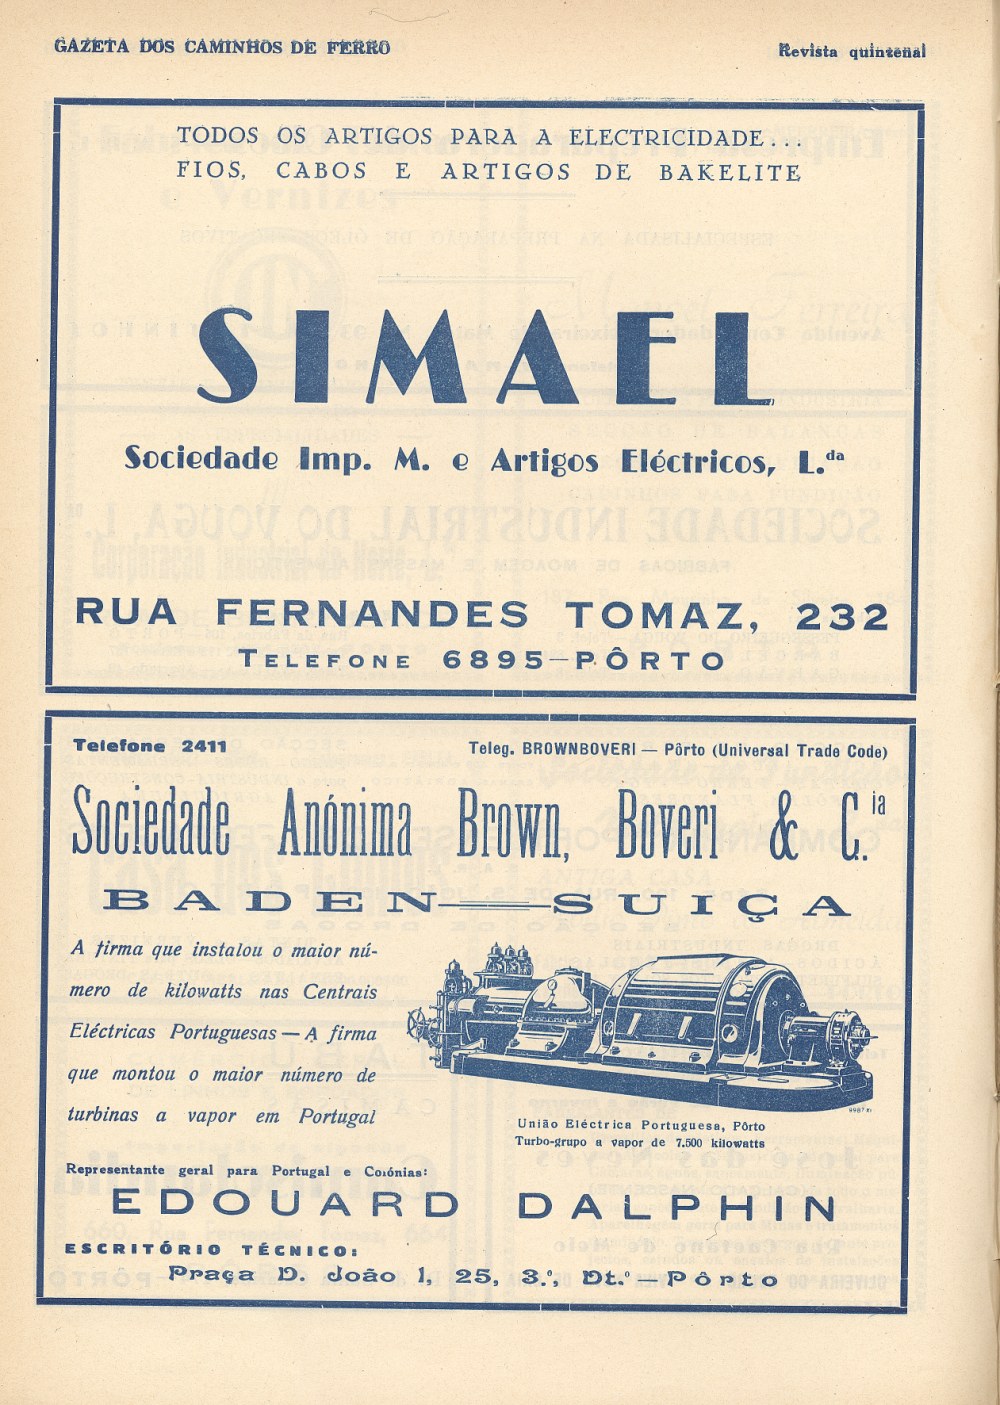 GAZETA DOS CAMINHOS DE FERRO
Revista quinzenal
TODOS OS ARTIGOS PARA A ELECTRICIDADE...
FIOS, CABOS E ARTIGOS DE BAKELITE
SIMAEL
Sociedade Imp. M. e Artigos Eléctricos, L.da
RUA FERNANDES TOMAZ, 232
TELEFONE 6895—PÔRTO
Telefone 2411
Teleg. BROWNBOVERI — Pôrto (Universal Trade Code)
Sociedade Anónima Brown, Boveri & C.ia
BADEN—SUIÇA
A firma que instalou o maior nú-
mero de kilowatts nas Centrais
Eléctricas Portuguesas — A firma
que montou o maior número de
turbinas a vapor em Portugal
União Eléctrica Portuguesa, Pôrto
Turbo-grupo a vapor de 7.500 kilowatts
Representante geral para Portugal e Colónias:
EDOUARD DALPHIN
ESCRITÓRIO TÉCNICO:
Praça D. João I, 25, 3.º, Dt.º — Pôrto